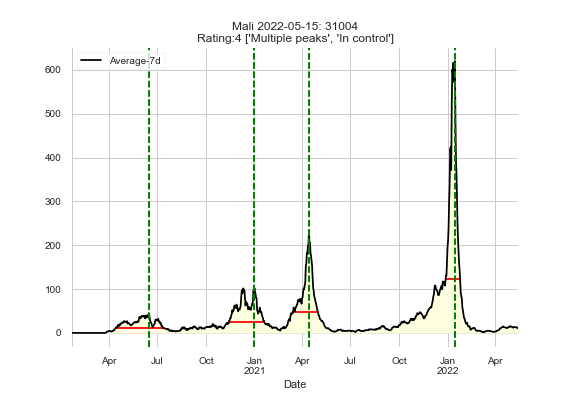 Mali 2022-05-15: 31004
Rating:4 ['Multiple peaks', 'In control']
Average-7d
600
500
400
300
200
100
0
Apr
Jul
Oct
Jan
2021
Apr
Jul
Oct
Jan
2022
Apr
Date